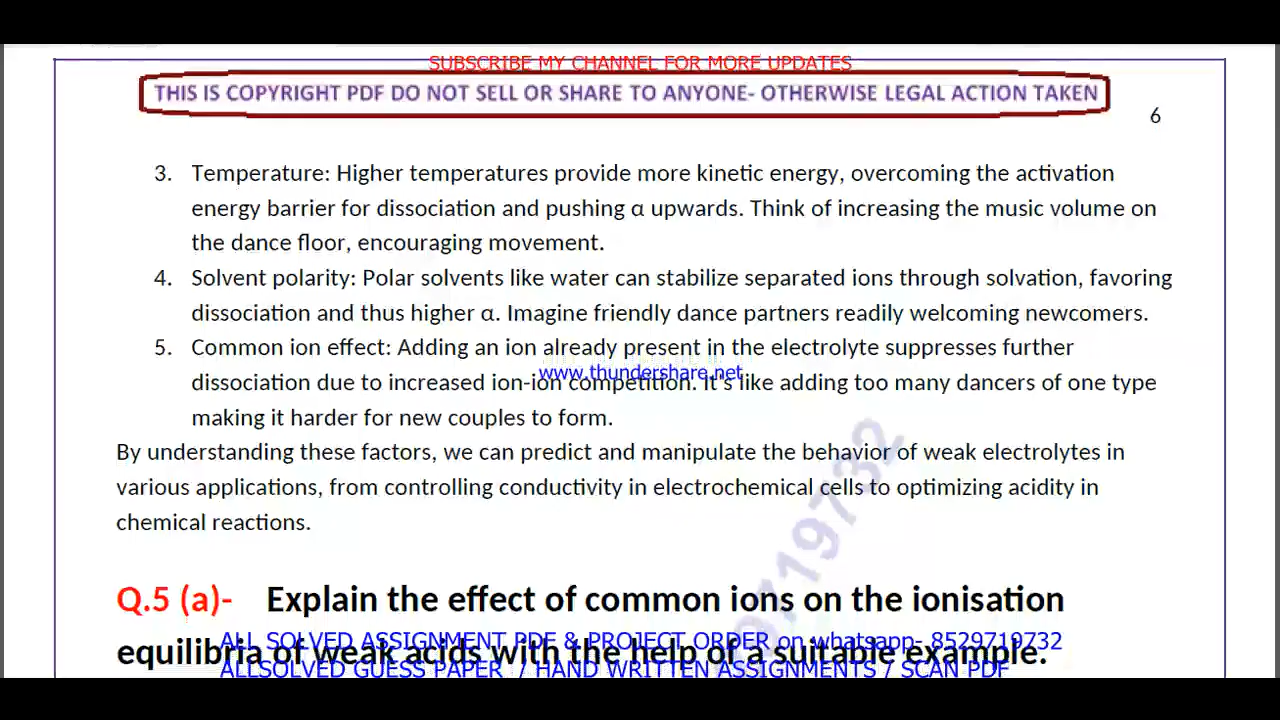 SUBSCRIBE MY CHANNEL FOR MORE UPDATES
THIS IS COPYRIGHT PDF DO NOT SELL OR SHARE TO ANYONE- OTHERWISE LEGAL ACTION TAKEN
6
3. Temperature: Higher temperatures provide more kinetic energy, overcoming the activation
energy barrier for dissociation and pushing α upwards. Think of increasing the music volume on
the dance floor, encouraging movement.
4. Solvent polarity: Polar solvents like water can stabilize separated ions through solvation, favoring
dissociation and thus higher α. Imagine friendly dance partners readily welcoming newcomers.
5. Common ion effect: Adding an ion already present in the electrolyte suppresses further
www.thundershare.net
dissociation due to increased ion-ion competition. It's like adding too many dancers of one type
making it harder for new couples to form.
By understanding these factors, we can predict and manipulate the behavior of weak electrolytes in
various applications, from controlling conductivity in electrochemical cells to optimizing acidity in
chemical reactions.
Q.5 (a)- Explain the effect of common ions on the ionisation
ALL SOLVED ASSIGNMENT PDF & PROJECT ORDER on whatsapp- 8529719732
equilibria of weak acids with the help of a suitable example.
ALLSOLVED GUESS PAPER / HAND WRITTEN ASSIGNMENTS / SCAN PDF
9719732